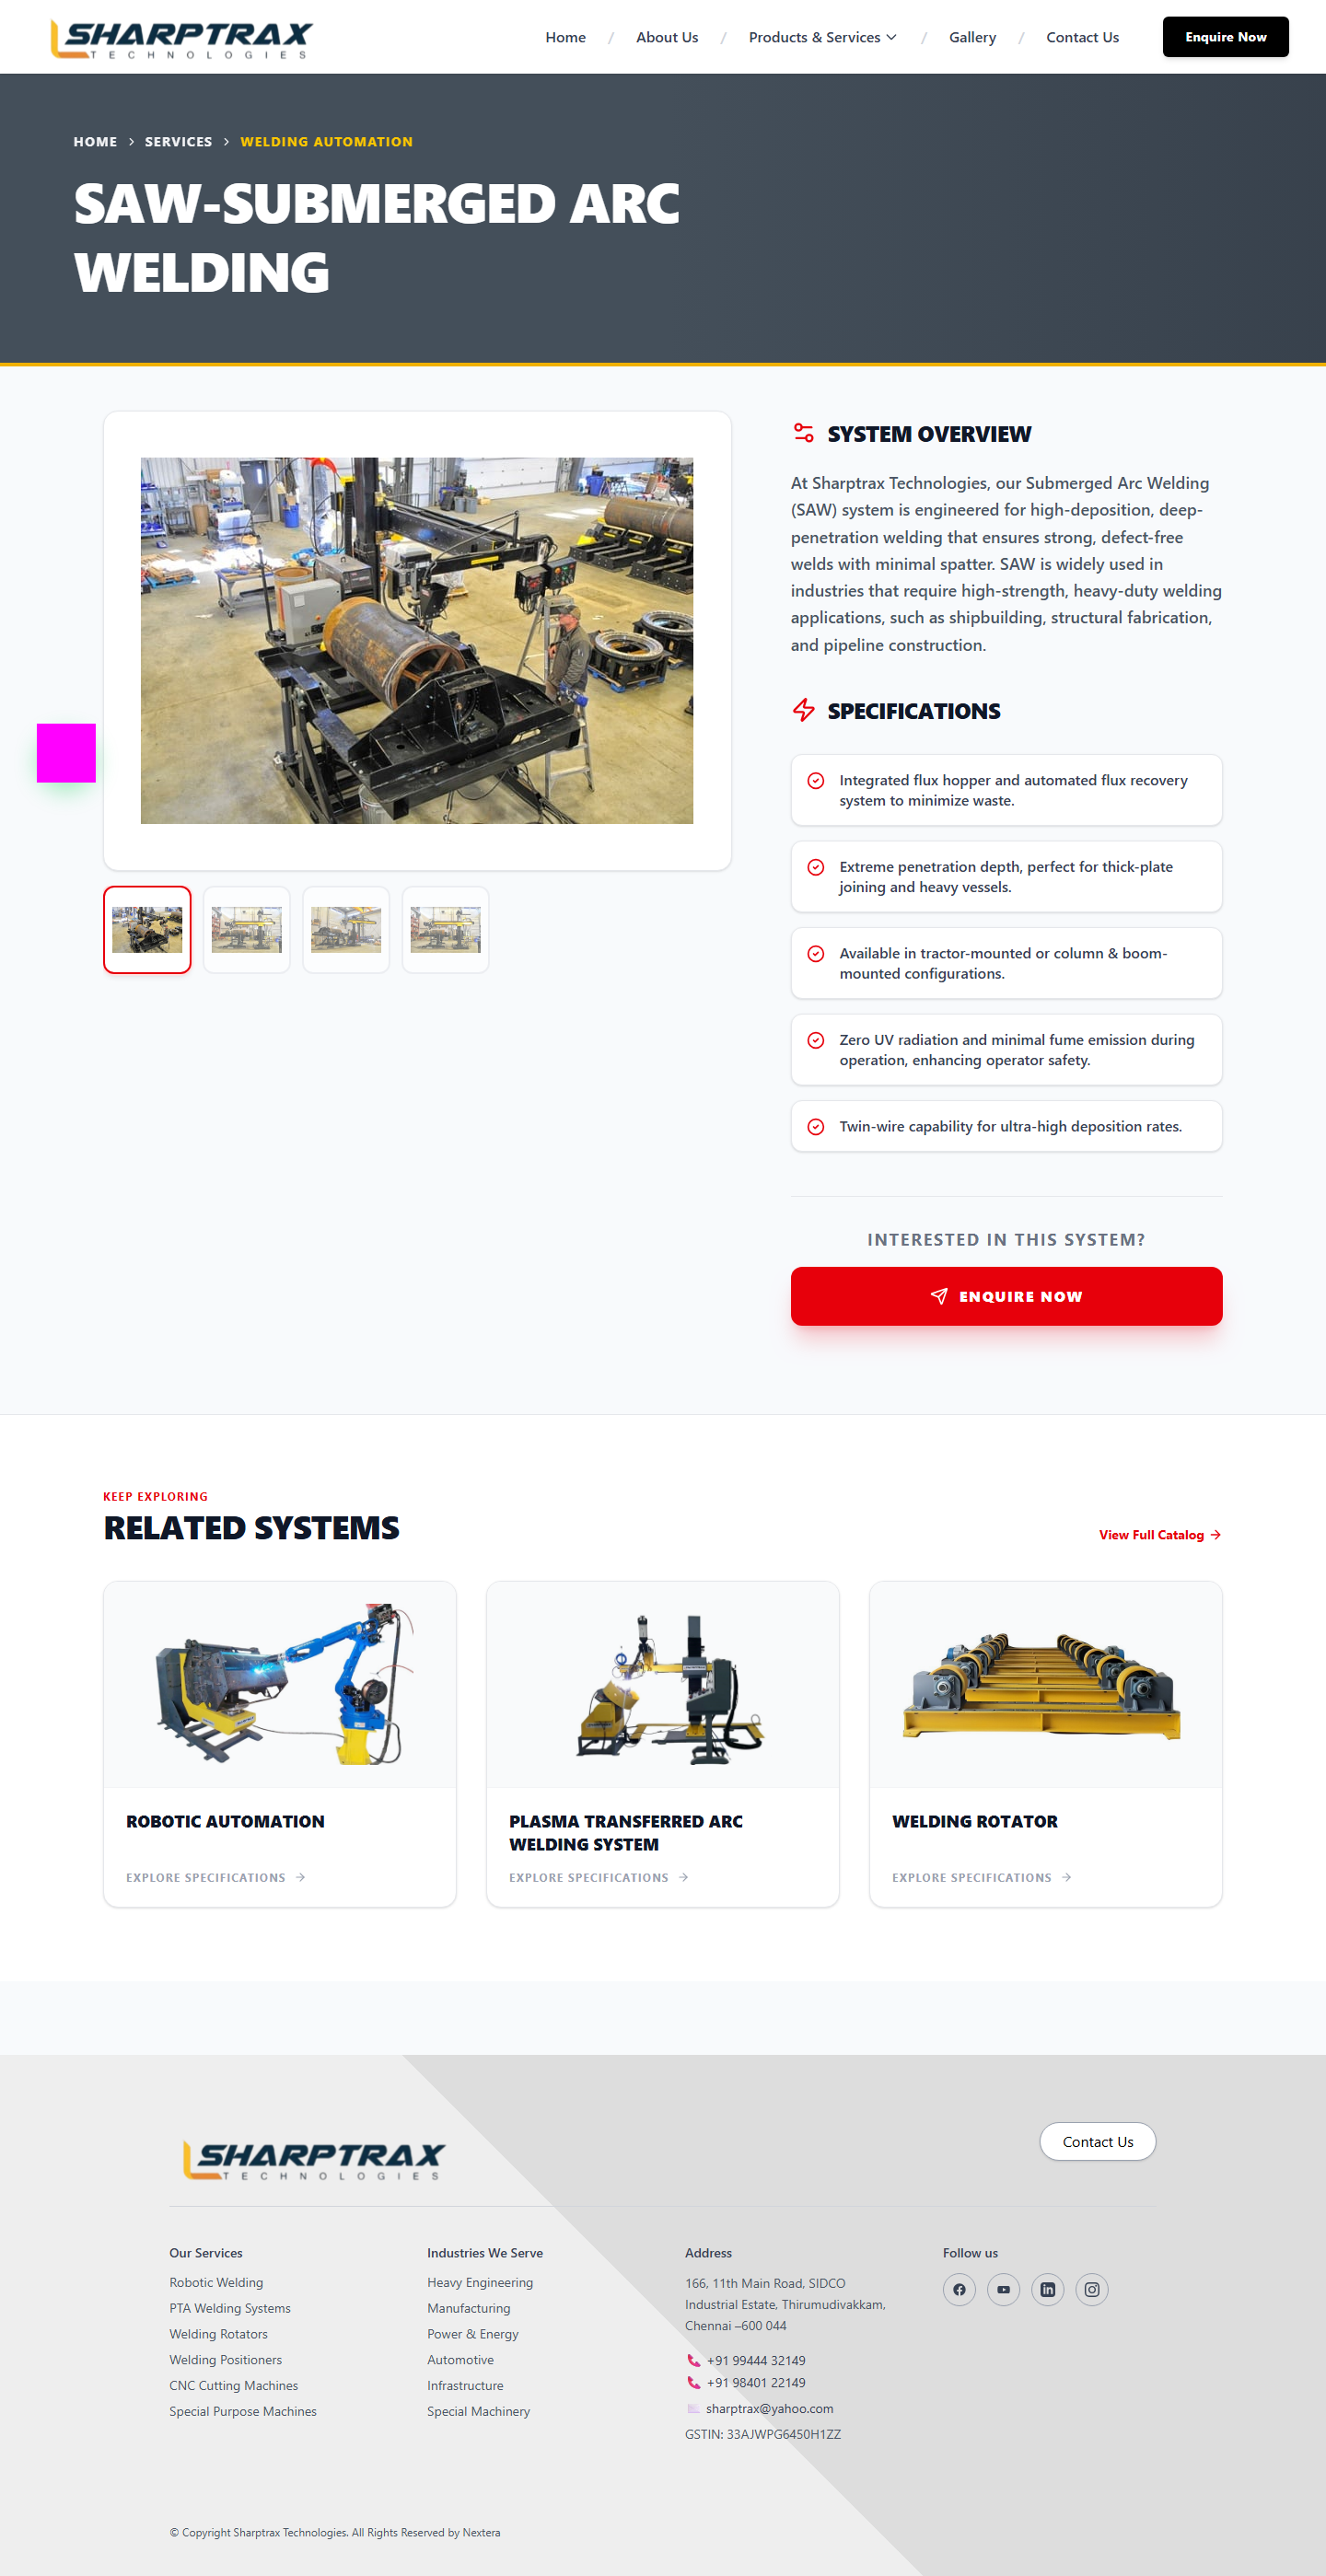 SHARPTRAX
TECHNOLOGIES
Home / About Us / Products & Services / Gallery / Contact Us
Enquire Now
HOME > SERVICES > WELDING AUTOMATION
SAW-SUBMERGED ARC
WELDING
SYSTEM OVERVIEW
At Sharptrax Technologies, our Submerged Arc Welding
(SAW) system is engineered for high-deposition, deep-
penetration welding that ensures strong, defect-free
welds with minimal spatter. SAW is widely used in
industries that require high-strength, heavy-duty welding
applications, such as shipbuilding, structural fabrication,
and pipeline construction.
SPECIFICATIONS
Integrated flux hopper and automated flux recovery
system to minimize waste.
Extreme penetration depth, perfect for thick-plate
joining and heavy vessels.
Available in tractor-mounted or column & boom-
mounted configurations.
Zero UV radiation and minimal fume emission during
operation, enhancing operator safety.
Twin-wire capability for ultra-high deposition rates.
INTERESTED IN THIS SYSTEM?
ENQUIRE NOW
KEEP EXPLORING
RELATED SYSTEMS
View Full Catalog
ROBOTIC AUTOMATION
EXPLORE SPECIFICATIONS
PLASMA TRANSFERRED ARC
WELDING SYSTEM
EXPLORE SPECIFICATIONS
WELDING ROTATOR
EXPLORE SPECIFICATIONS
SHARPTRAX
TECHNOLOGIES
Contact Us
Our Services
Robotic Welding
PTA Welding Systems
Welding Rotators
Welding Positioners
CNC Cutting Machines
Special Purpose Machines
Industries We Serve
Heavy Engineering
Manufacturing
Power & Energy
Automotive
Infrastructure
Special Machinery
Address
166, 11th Main Road, SIDCO
Industrial Estate, Thirumudivakkam,
Chennai –600 044
+91 99444 32149
+91 98401 22149
sharptrax@yahoo.com
GSTIN: 33AJWPG6450H1ZZ
Follow us
© Copyright Sharptrax Technologies. All Rights Reserved by Nextera